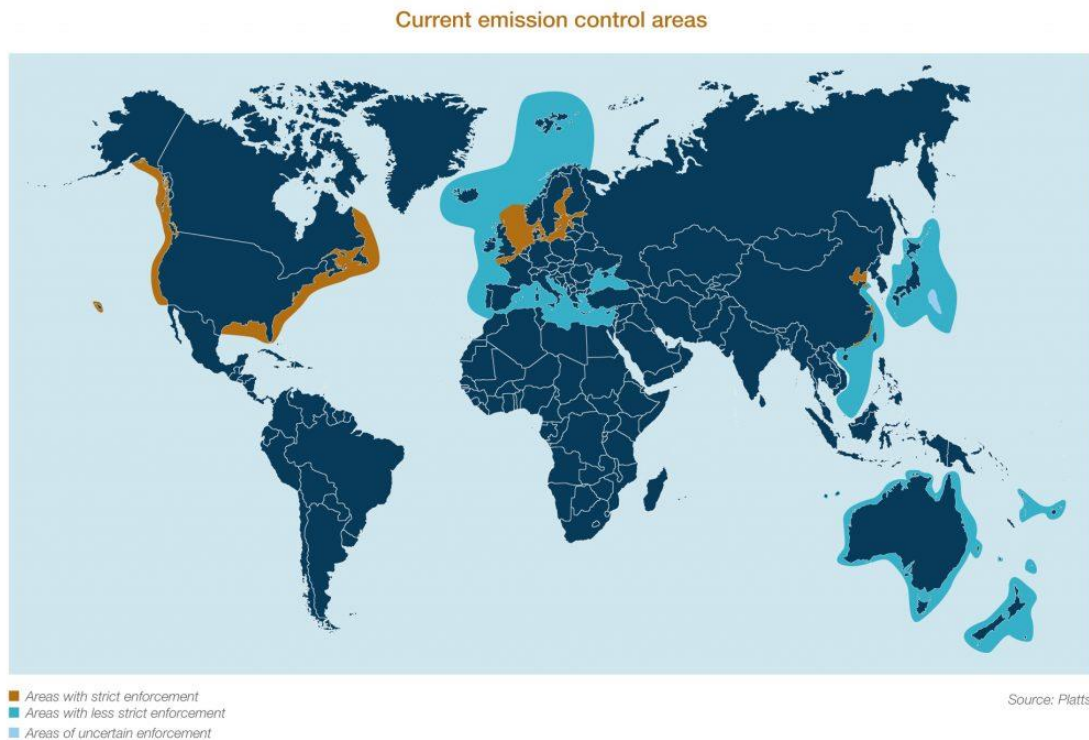 Current emission control areas
Areas with strict enforcement
Areas with less strict enforcement
Areas of uncertain enforcement
Source: Platts